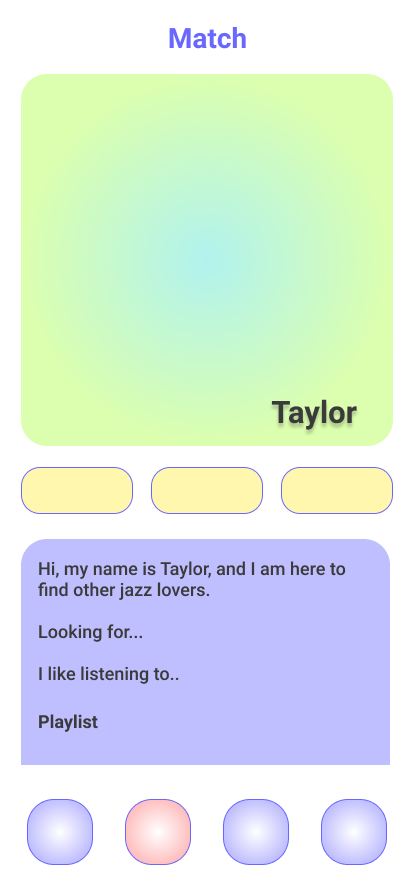 Match
Taylor
Hi, my name is Taylor, and I am here to
find other jazz lovers.
Looking for...
I like listening to..
Playlist